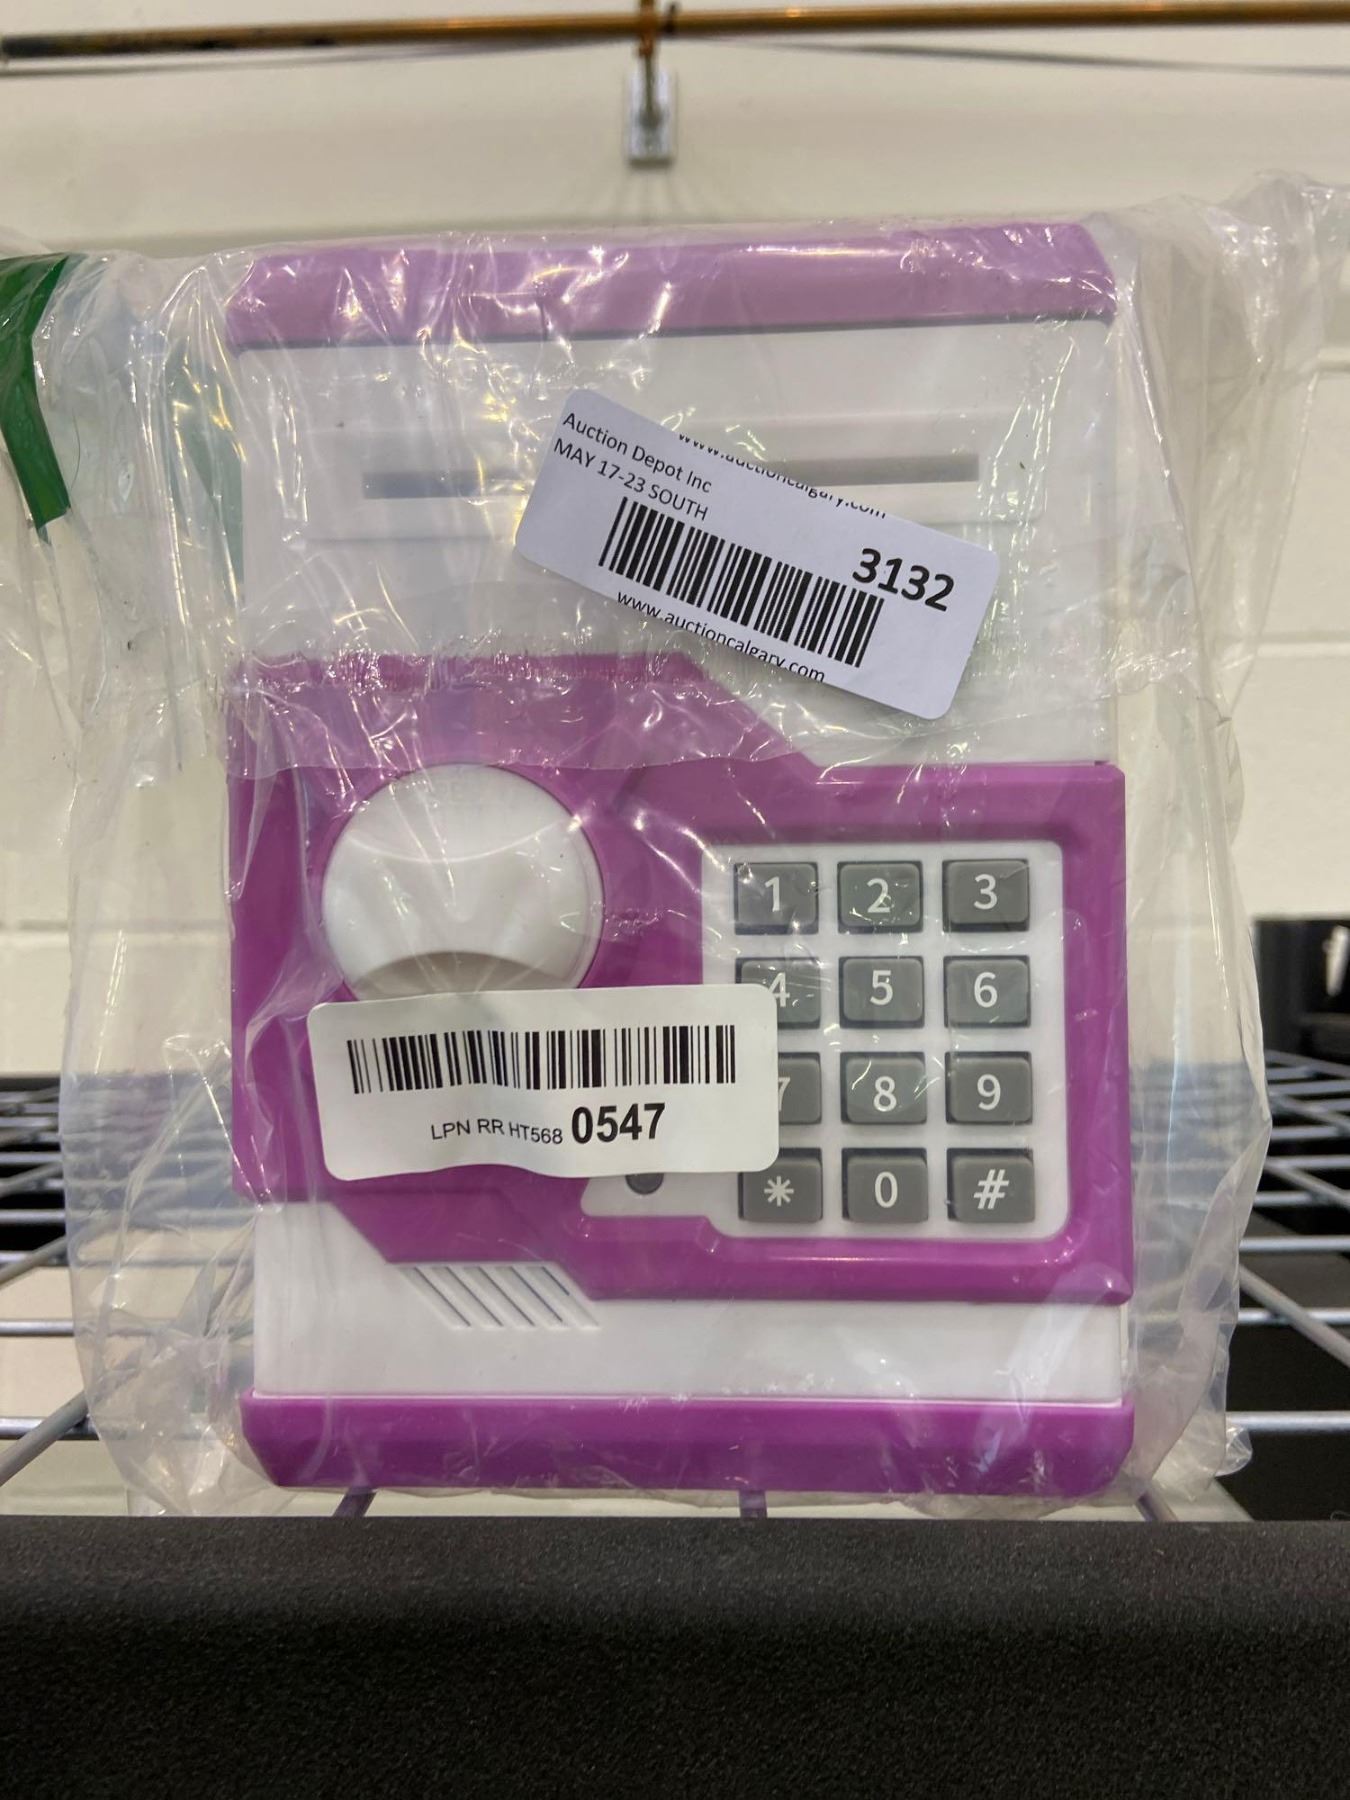 www.auctioncalgary.com
Auction Depot Inc
MAY 17-23 SOUTH
3132
www.auctioncalgary.com
1 2 3
4 5 6
7 8 9
* 0 #
LPN RR HT568 0547